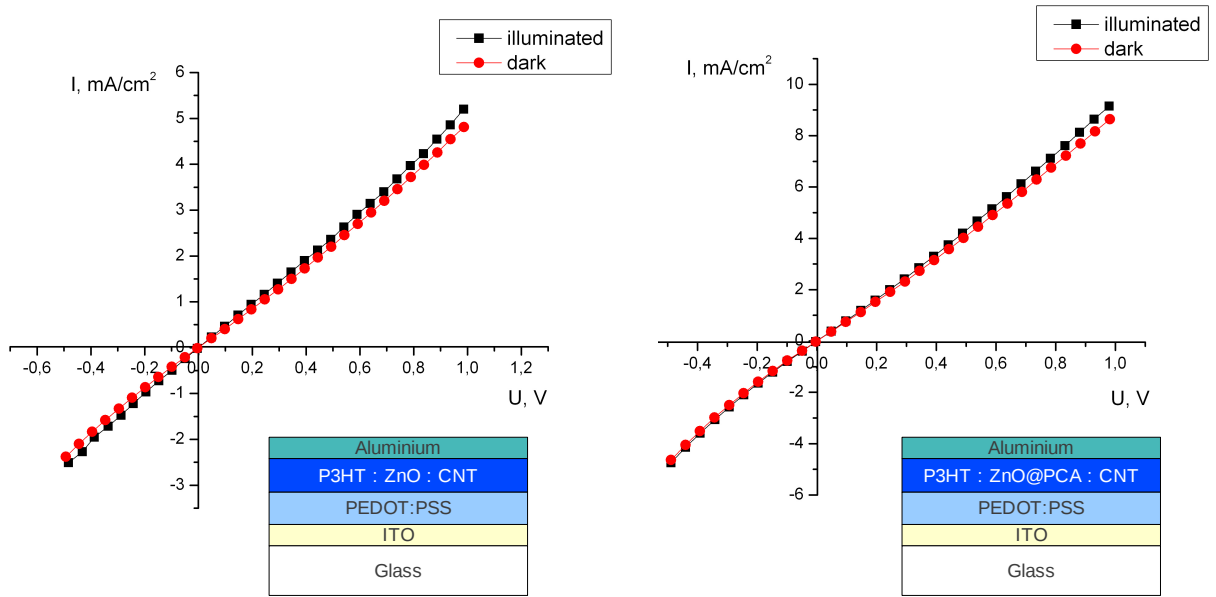 illuminated
dark
I, mA/cm²
6
5
4
3
2
1
0
-1
-2
-3
-0,6 -0,4 -0,2 0,0 0,2 0,4 0,6 0,8 1,0 1,2
U, V
Aluminium
P3HT : ZnO : CNT
PEDOT:PSS
ITO
Glass
illuminated
dark
I, mA/cm²
10
8
6
4
2
0
-2
-4
-6
-0,4 -0,2 0,0 0,2 0,4 0,6 0,8 1,0
U, V
Aluminium
P3HT : ZnO@PCA : CNT
PEDOT:PSS
ITO
Glass